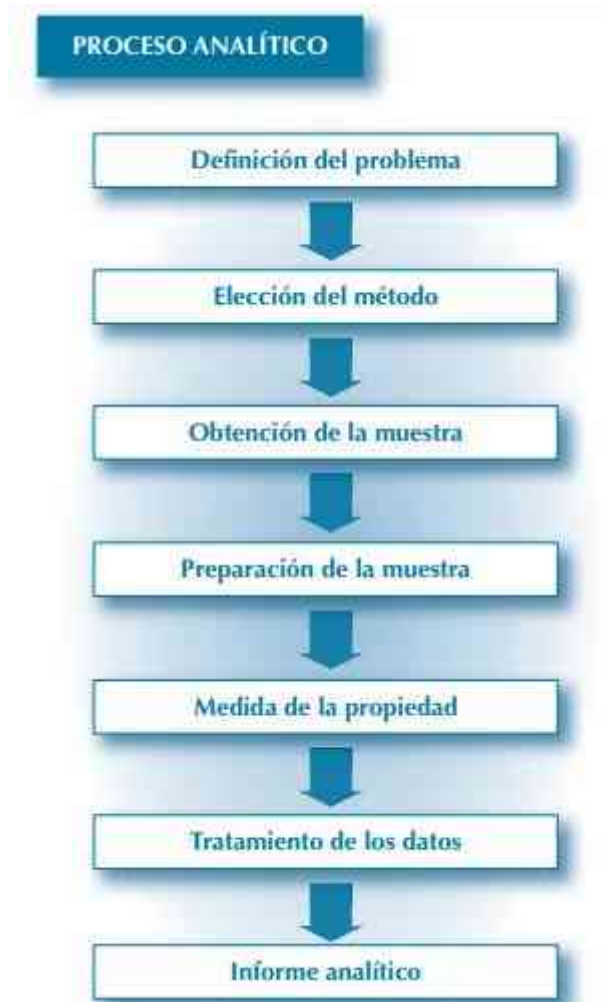 PROCESO ANALÍTICO
Definición del problema
Elección del método
Obtención de la muestra
Preparación de la muestra
Medida de la propiedad
Tratamiento de los datos
Informe analítico